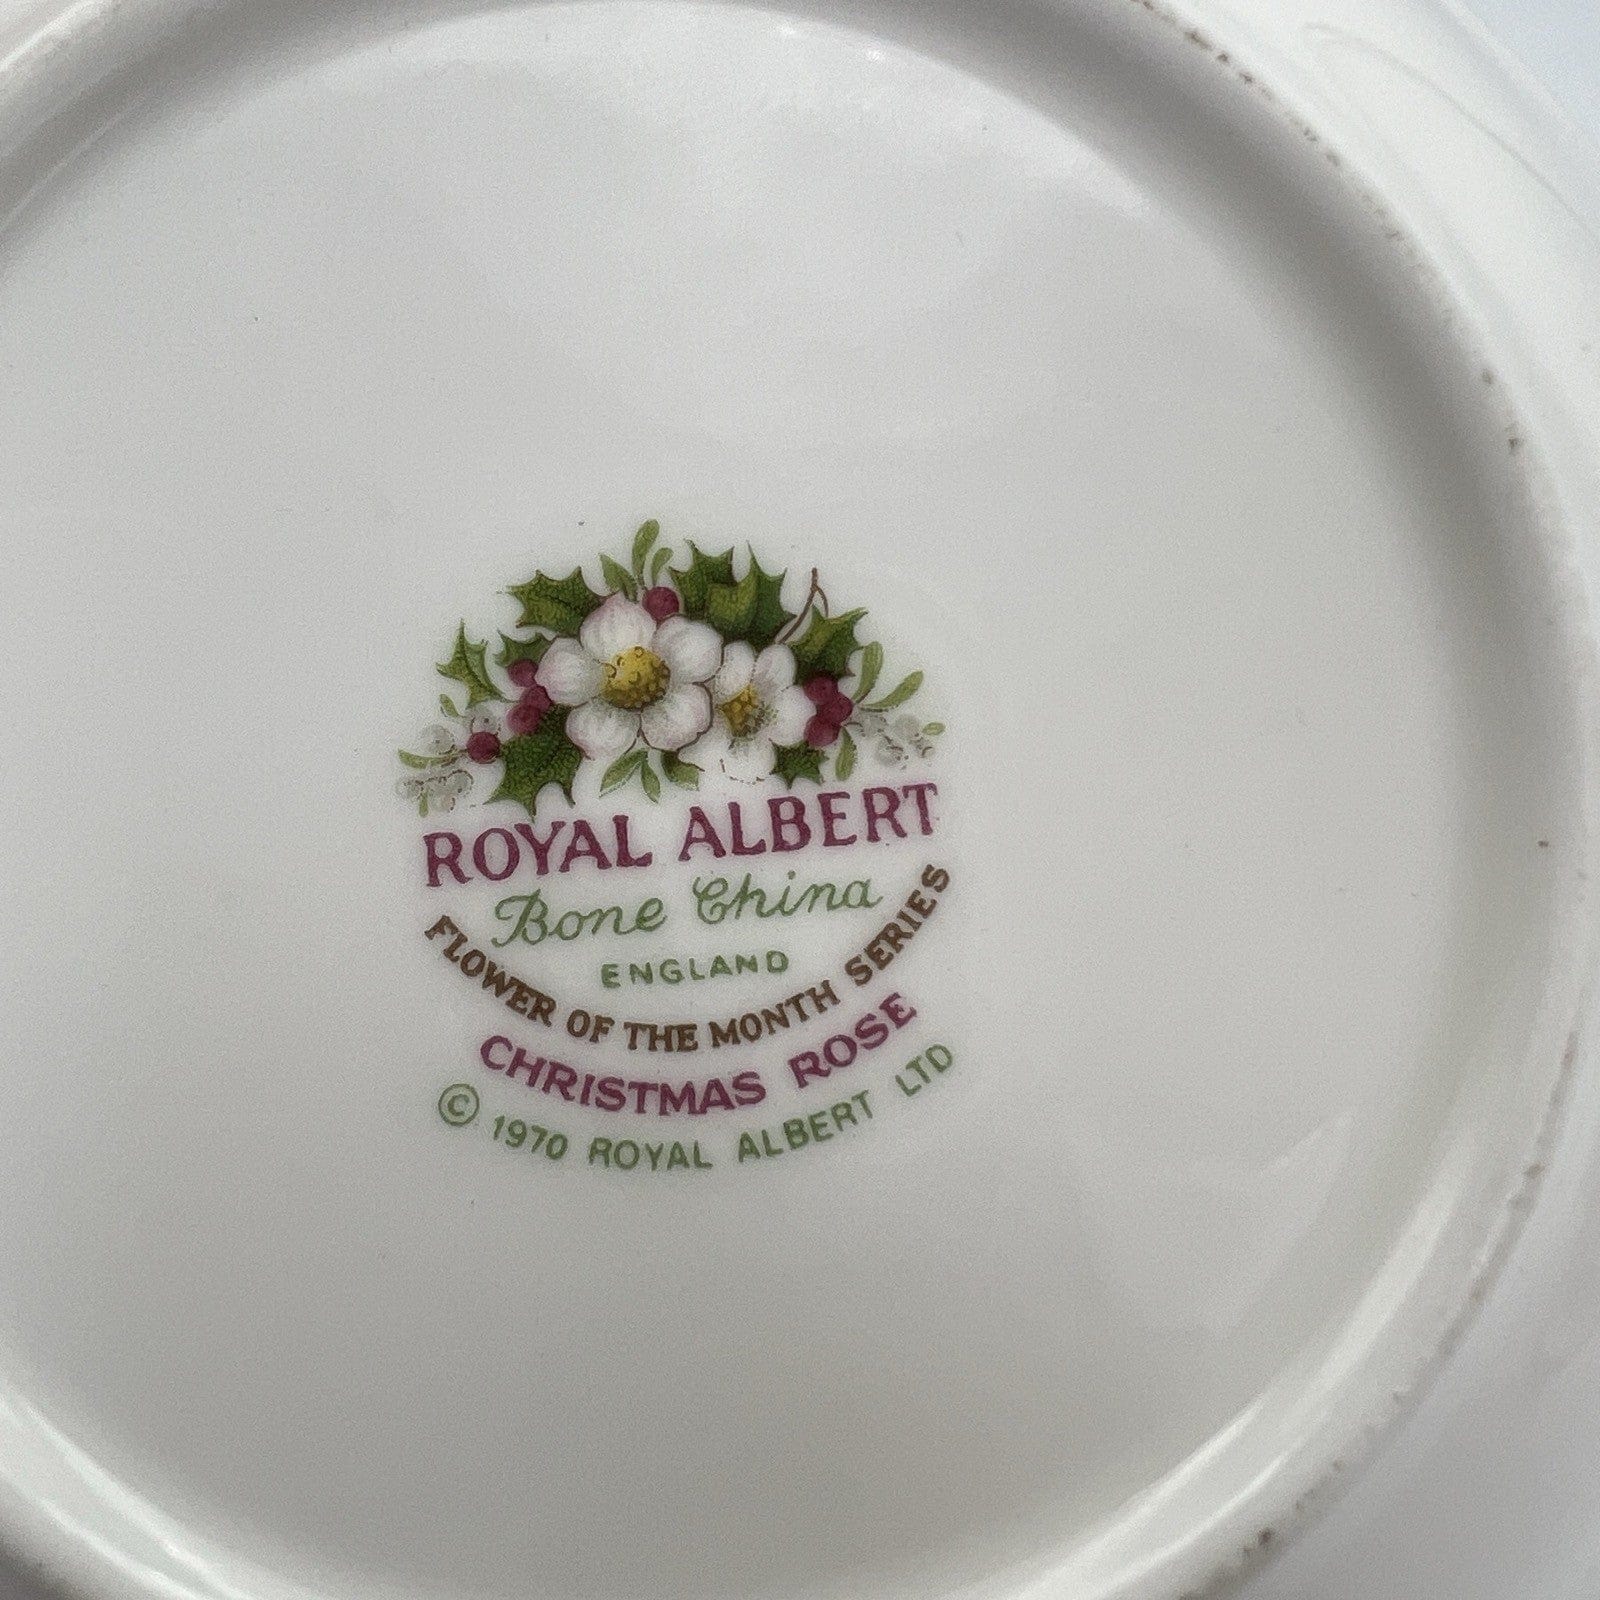 ROYAL ALBERT
Bone China
ENGLAND
FLOWER OF THE MONTH SERIES
CHRISTMAS ROSE
© 1970 ROYAL ALBERT LTD